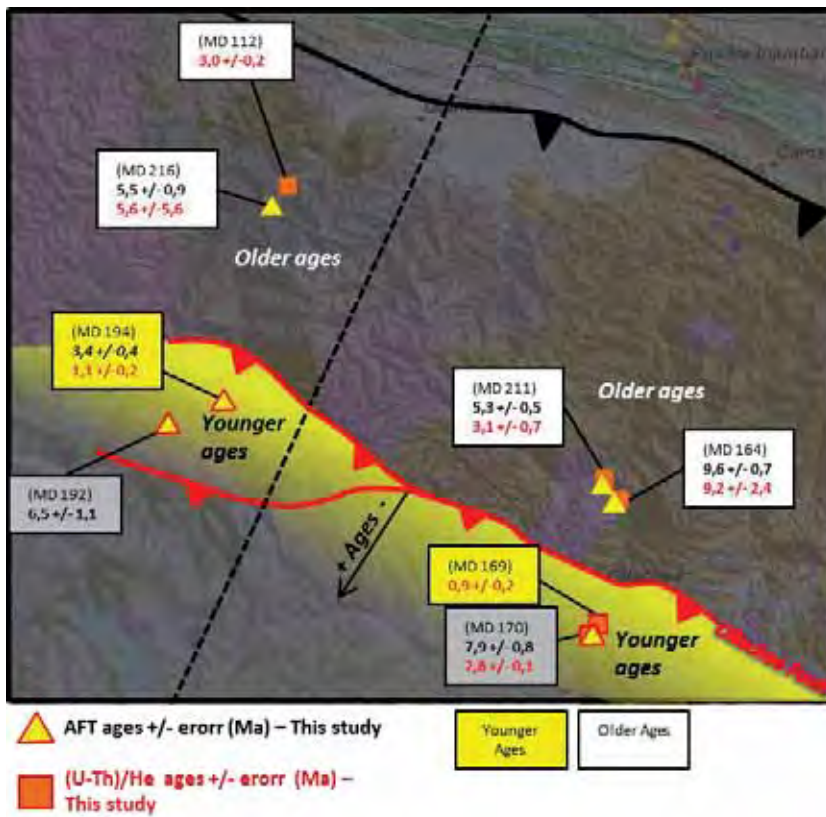 (MD 112)
3,0 +/-0,2
(MD 216)
5,5 +/- 0,9
5,6 +/-5,6
Older ages
(MD 194)
3,4 +/-0,4
+/-0,2
(MD 211)
5,3 +/- 0,5
3,1 +/- 0,7
Older ages
(MD 164)
9,6 +/- 0,7
9,2 +/- 2,4
Younger
ages
(MD 192)
6,5 +/- 1,1
+ Ages -
(MD 169)
0,9 +/- 0,2
(MD 170)
7,9 +/- 0,8
2,8 +/- 0,1
Younger
ages
AFT ages +/- erorr (Ma) – This study
(U-Th)/He ages +/- erorr (Ma) –
This study
Younger
Ages
Older Ages